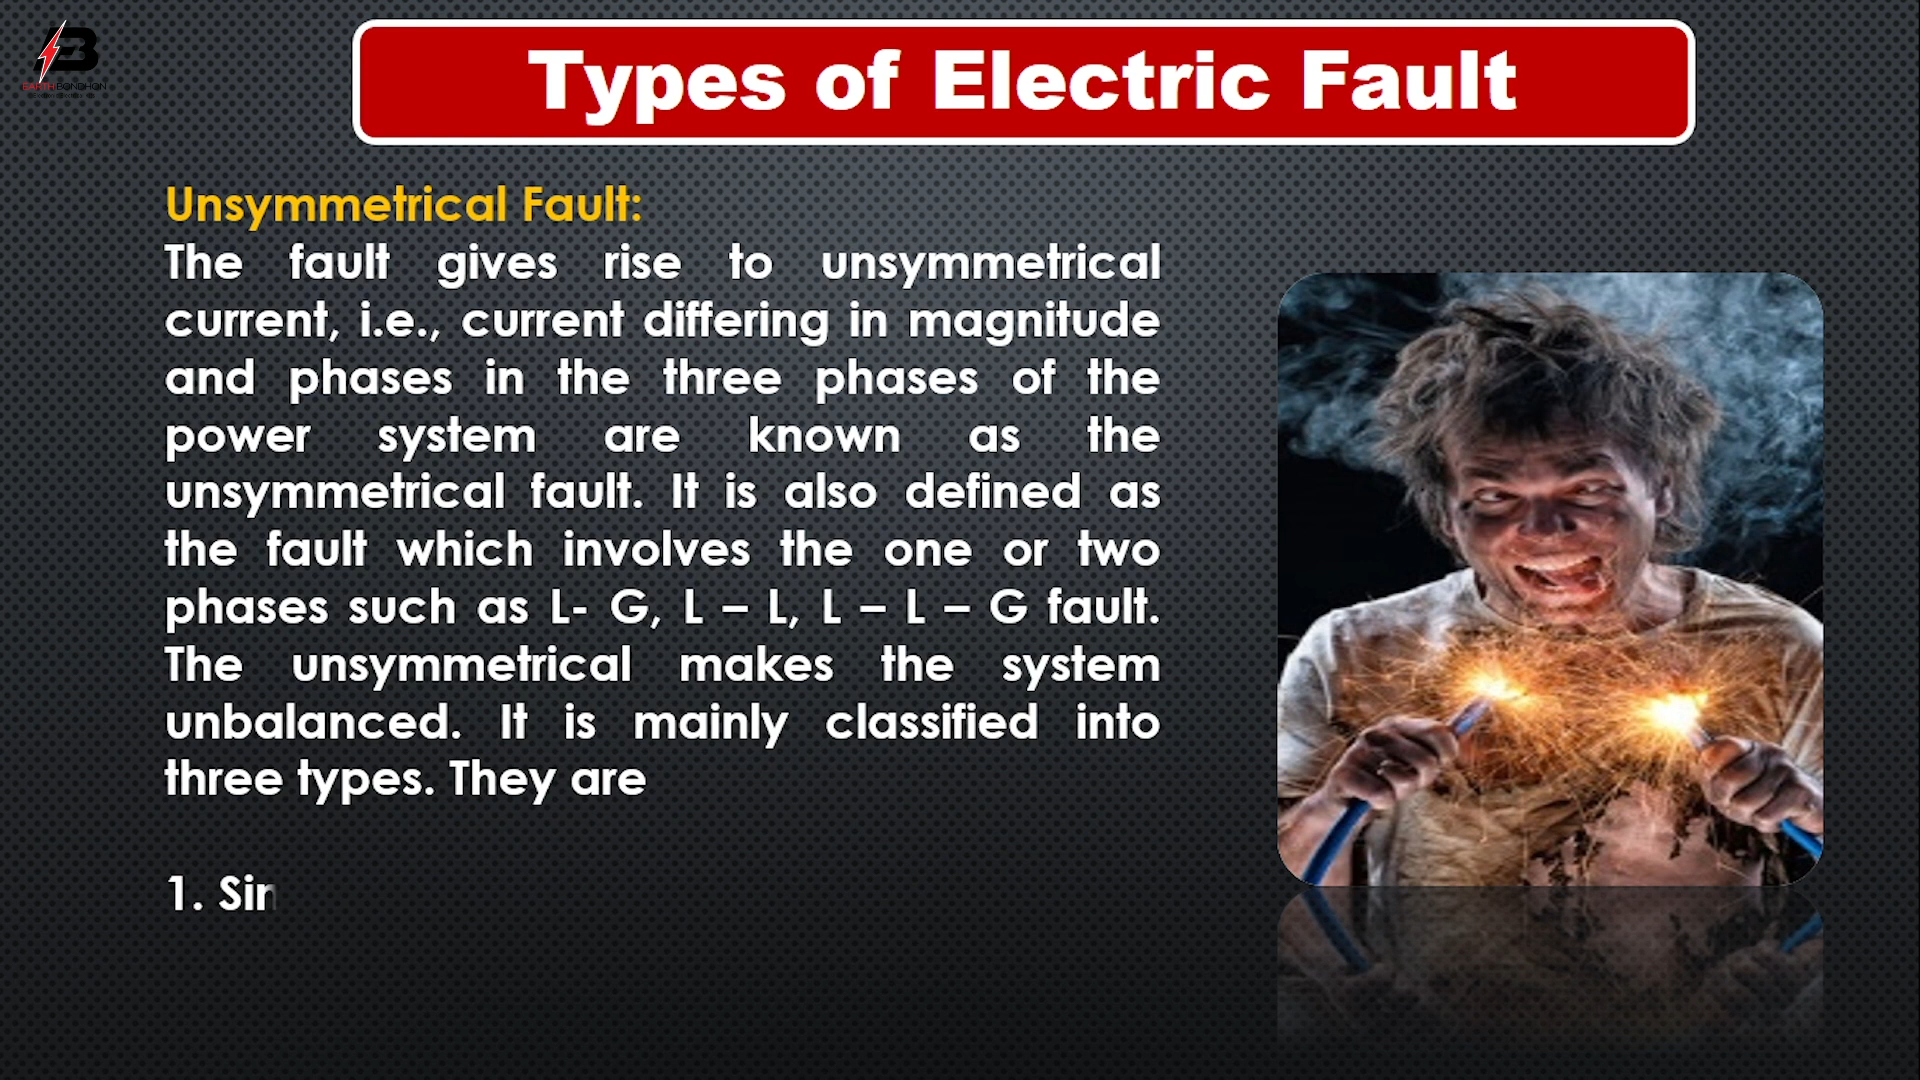 EARTH BONDHON
Types of Electric Fault
Unsymmetrical Fault:
The fault gives rise to unsymmetrical
current, i.e., current differing in magnitude
and phases in the three phases of the
power system are known as the
unsymmetrical fault. It is also defined as
the fault which involves the one or two
phases such as L- G, L – L, L – L – G fault.
The unsymmetrical makes the system
unbalanced. It is mainly classified into
three types. They are
1. Sin